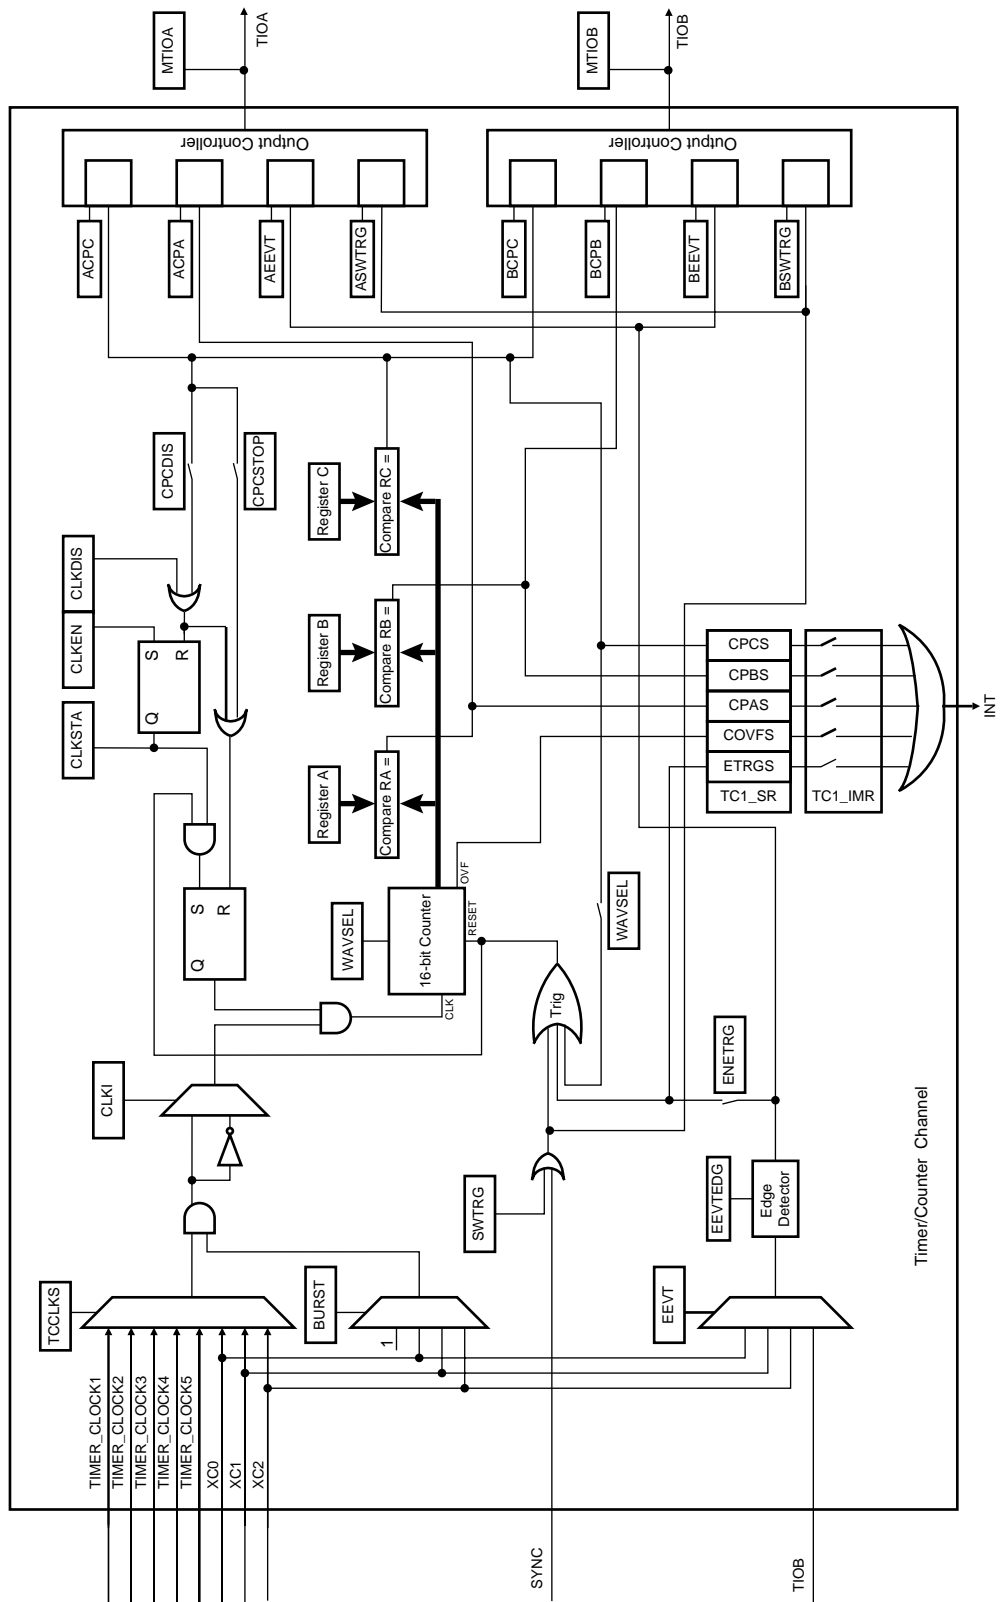 TIMER_CLOCK1
TIMER_CLOCK2
TIMER_CLOCK3
TIMER_CLOCK4
TIMER_CLOCK5
XC0
XC1
XC2
TCCLKS
CLKI
CLKSTA
CLKEN
CLKDIS
Q
S
R
CPCDIS
CPCSTOP
Q
S
R
BURST
1
WAVSEL
16-bit Counter
CLK
RESET
OVF
Register A
Register B
Register C
Compare RA =
Compare RB =
Compare RC =
ACPC
ACPA
AEEVT
ASWTRG
Output Controller
MTIOA
TIOA
BCPC
BCPB
BEEVT
BSWTRG
Output Controller
MTIOB
TIOB
SYNC
SWTRG
Trig
WAVSEL
TIOB
EEVT
EEVTEDG
Edge
Detector
ENETRG
CPCS
CPBS
CPAS
COVFS
ETRGS
TC1_SR
TC1_IMR
INT
Timer/Counter Channel